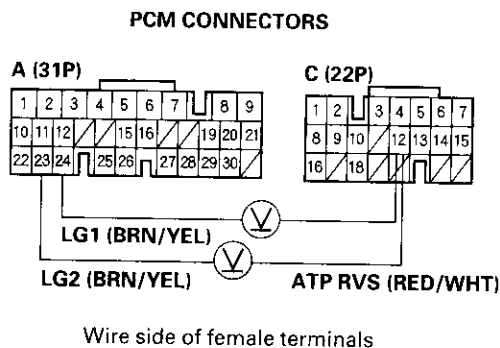 PCM CONNECTORS
A (31P)
C (22P)
1 2 3 4 5 6 7 8 9
10 11 12 15 16 19 20 21
22 23 24 25 26 27 28 29 30
1 2 3 4 5 6 7
8 9 10 12 13 14 15
16 18
V
LG1 (BRN/YEL)
V
LG2 (BRN/YEL)
ATP RVS (RED/WHT)
Wire side of female terminals